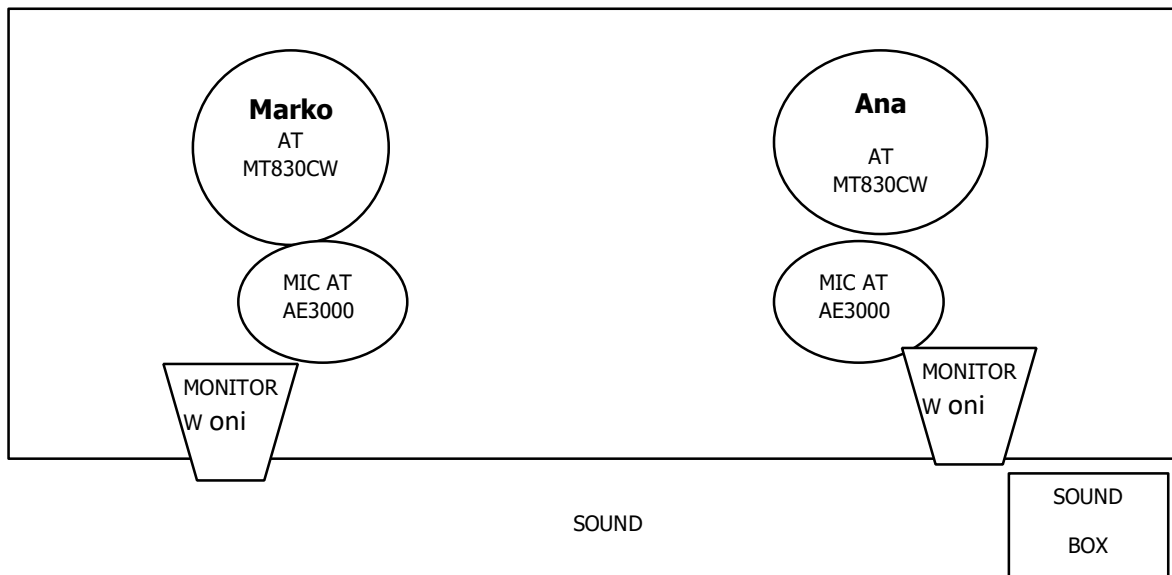 Marko
AT
MT830CW
Ana
AT
MT830CW
MIC AT
AE3000
MIC AT
AE3000
MONITOR
W oni
MONITOR
W oni
SOUND
SOUND
BOX